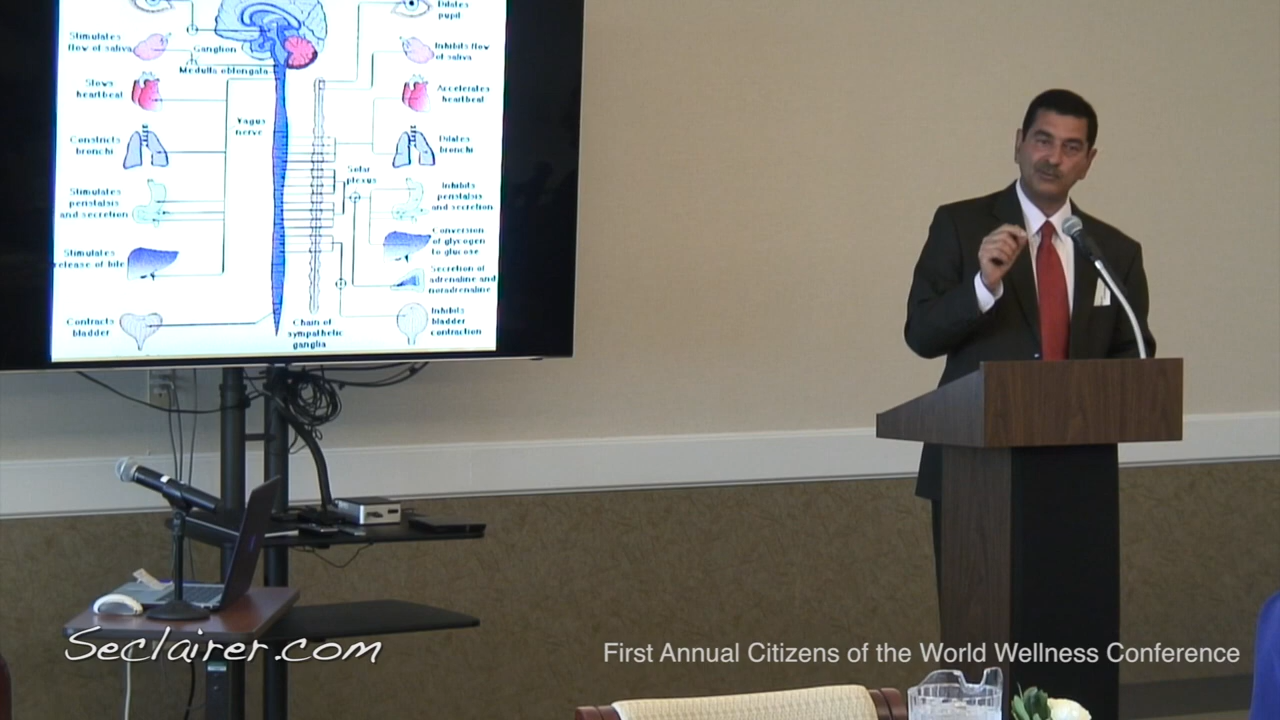 Dilates
pupil
Stimulates
flow of saliva
Ganglion
Inhibits flow
of saliva
Medulla oblongata
Slows
heartbeat
Accelerates
heartbeat
Vagus
nerve
Constricts
bronchi
Dilates
bronchi
Solar
plexus
Stimulates
peristalsis
and secretion
Inhibits
peristalsis
and secretion
Conversion
of glycogen
to glucose
Stimulates
release of bile
Secretion of
adrenaline and
noradrenaline
Contracts
bladder
Chain of
sympathetic
ganglia
Inhibits
bladder
contraction
Seclairer.com
First Annual Citizens of the World Wellness Conference